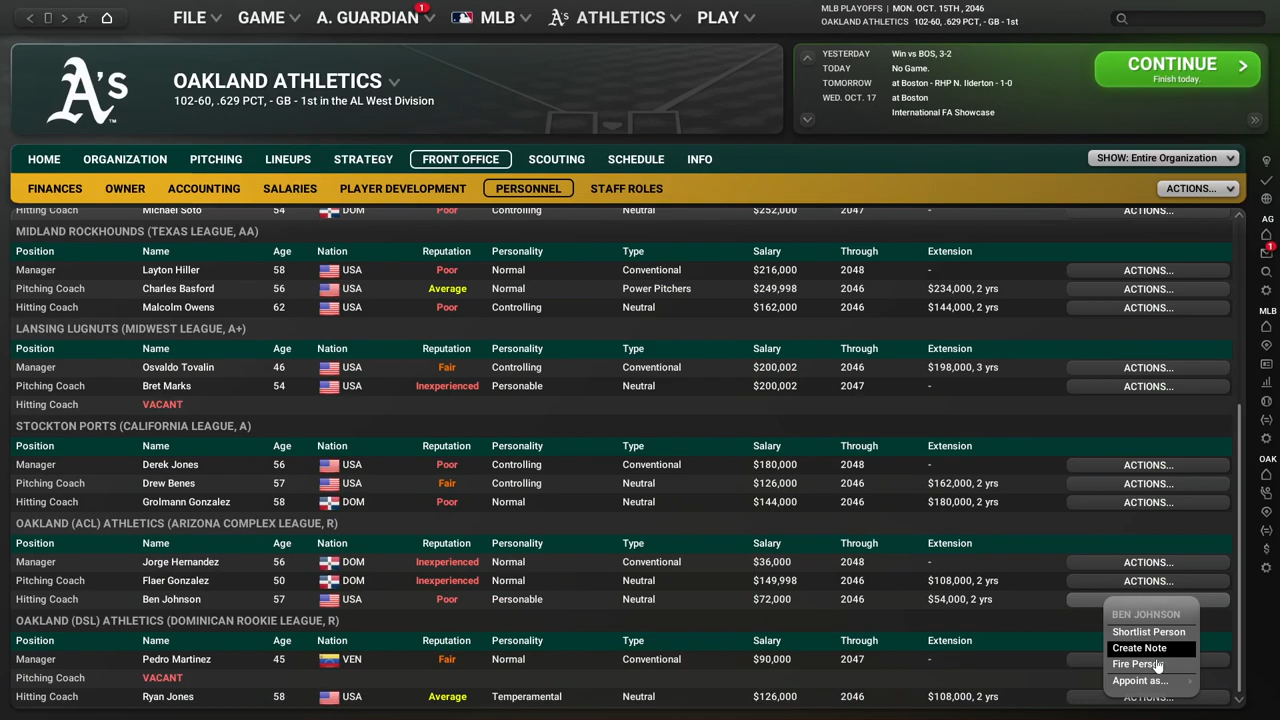 FILE GAME A. GUARDIAN 1 MLB A's ATHLETICS PLAY
MLB PLAYOFFS | MON. OCT. 15TH , 2046
OAKLAND ATHLETICS 102-60, .629 PCT, - GB - 1st
A's
OAKLAND ATHLETICS
102-60, .629 PCT, - GB - 1st in the AL West Division
YESTERDAY Win vs BOS, 3-2
TODAY No Game.
TOMORROW at Boston - RHP N. Ilderton - 1-0
WED. OCT. 17 at Boston
International FA Showcase
CONTINUE
Finish today.
HOME ORGANIZATION PITCHING LINEUPS STRATEGY FRONT OFFICE SCOUTING SCHEDULE INFO SHOW: Entire Organization
FINANCES OWNER ACCOUNTING SALARIES PLAYER DEVELOPMENT PERSONNEL STAFF ROLES ACTIONS...
Hitting Coach Michael Soto 54 DOM Poor Controlling Neutral $252,000 2047 - ACTIONS...
MIDLAND ROCKHOUNDS (TEXAS LEAGUE, AA)
Position Name Age Nation Reputation Personality Type Salary Through Extension
Manager Layton Hiller 58 USA Poor Normal Conventional $216,000 2048 - ACTIONS...
Pitching Coach Charles Basford 56 USA Average Normal Power Pitchers $249,998 2046 $234,000, 2 yrs ACTIONS...
Hitting Coach Malcolm Owens 62 USA Poor Controlling Neutral $162,000 2046 $144,000, 2 yrs ACTIONS...
LANSING LUGNUTS (MIDWEST LEAGUE, A+)
Position Name Age Nation Reputation Personality Type Salary Through Extension
Manager Osvaldo Tovalin 46 USA Fair Controlling Conventional $200,002 2046 $198,000, 3 yrs ACTIONS...
Pitching Coach Bret Marks 54 USA Inexperienced Personable Neutral $200,002 2047 - ACTIONS...
Hitting Coach VACANT
STOCKTON PORTS (CALIFORNIA LEAGUE, A)
Position Name Age Nation Reputation Personality Type Salary Through Extension
Manager Derek Jones 56 USA Poor Controlling Conventional $180,000 2048 - ACTIONS...
Pitching Coach Drew Benes 57 USA Fair Controlling Neutral $126,000 2046 $162,000, 2 yrs ACTIONS...
Hitting Coach Grolmann Gonzalez 58 DOM Poor Normal Neutral $144,000 2046 $180,000, 2 yrs ACTIONS...
OAKLAND (ACL) ATHLETICS (ARIZONA COMPLEX LEAGUE, R)
Position Name Age Nation Reputation Personality Type Salary Through Extension
Manager Jorge Hernandez 56 DOM Inexperienced Normal Conventional $36,000 2048 - ACTIONS...
Pitching Coach Flaer Gonzalez 50 DOM Inexperienced Normal Neutral $149,998 2046 $108,000, 2 yrs ACTIONS...
Hitting Coach Ben Johnson 57 USA Poor Personable Neutral $72,000 2046 $54,000, 2 yrs
OAKLAND (DSL) ATHLETICS (DOMINICAN ROOKIE LEAGUE, R)
Position Name Age Nation Reputation Personality Type Salary Through Extension
Manager Pedro Martinez 45 VEN Fair Normal Conventional $90,000 2047 -
Pitching Coach VACANT
Hitting Coach Ryan Jones 58 USA Average Temperamental Neutral $126,000 2046 $108,000, 2 yrs ACTIONS...
BEN JOHNSON
Shortlist Person
Create Note
Fire Person
Appoint as...
AG
1
MLB
OAK
$